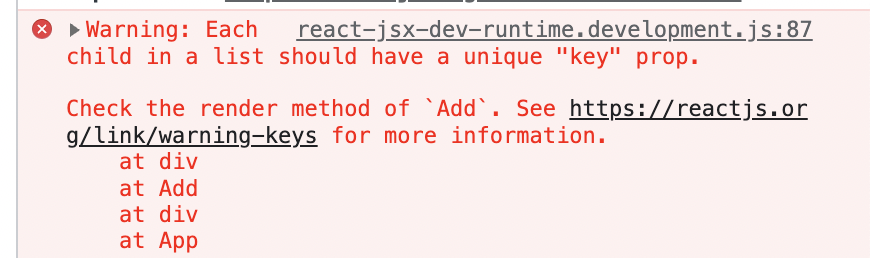 Warning: Each react-jsx-dev-runtime.development.js:87
child in a list should have a unique "key" prop.
Check the render method of `Add`. See https://reactjs.or
g/link/warning-keys for more information.
at div
at Add
at div
at App